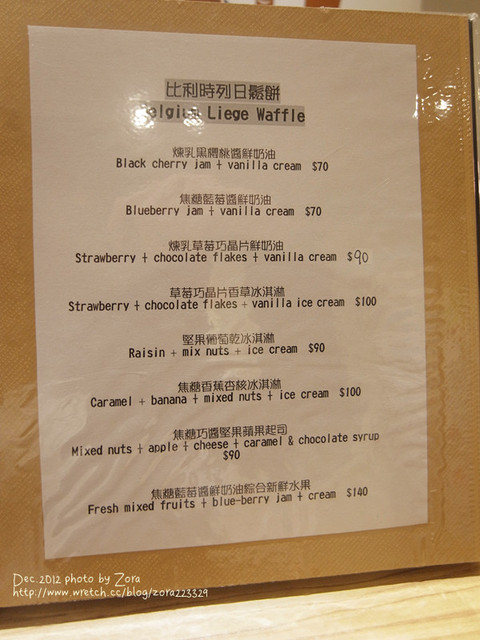 比利時列日鬆餅
Belgium Liege Waffle
煉乳黑櫻桃醬鮮奶油
Black cherry jam + vanilla cream $70
焦糖藍莓醬鮮奶油
Blueberry jam + vanilla cream $70
煉乳草莓巧晶片鮮奶油
Strawberry + chocolate flakes + vanilla cream $90
草莓巧晶片香草冰淇淋
Strawberry + chocolate flakes + vanilla ice cream $100
堅果葡萄乾冰淇淋
Raisin + mix nuts + ice cream $90
焦糖香蕉杏核冰淇淋
Caramel + banana + mixed nuts + ice cream $100
焦糖巧醬堅果蘋果起司
Mixed nuts + apple + cheese + caramel & chocolate syrup
$90
焦糖藍莓醬鮮奶油綜合新鮮水果
Fresh mixed fruits + blue-berry jam + cream $140
Dec.2012 photo by Zora
http://www.wretch.cc/blog/zora223329